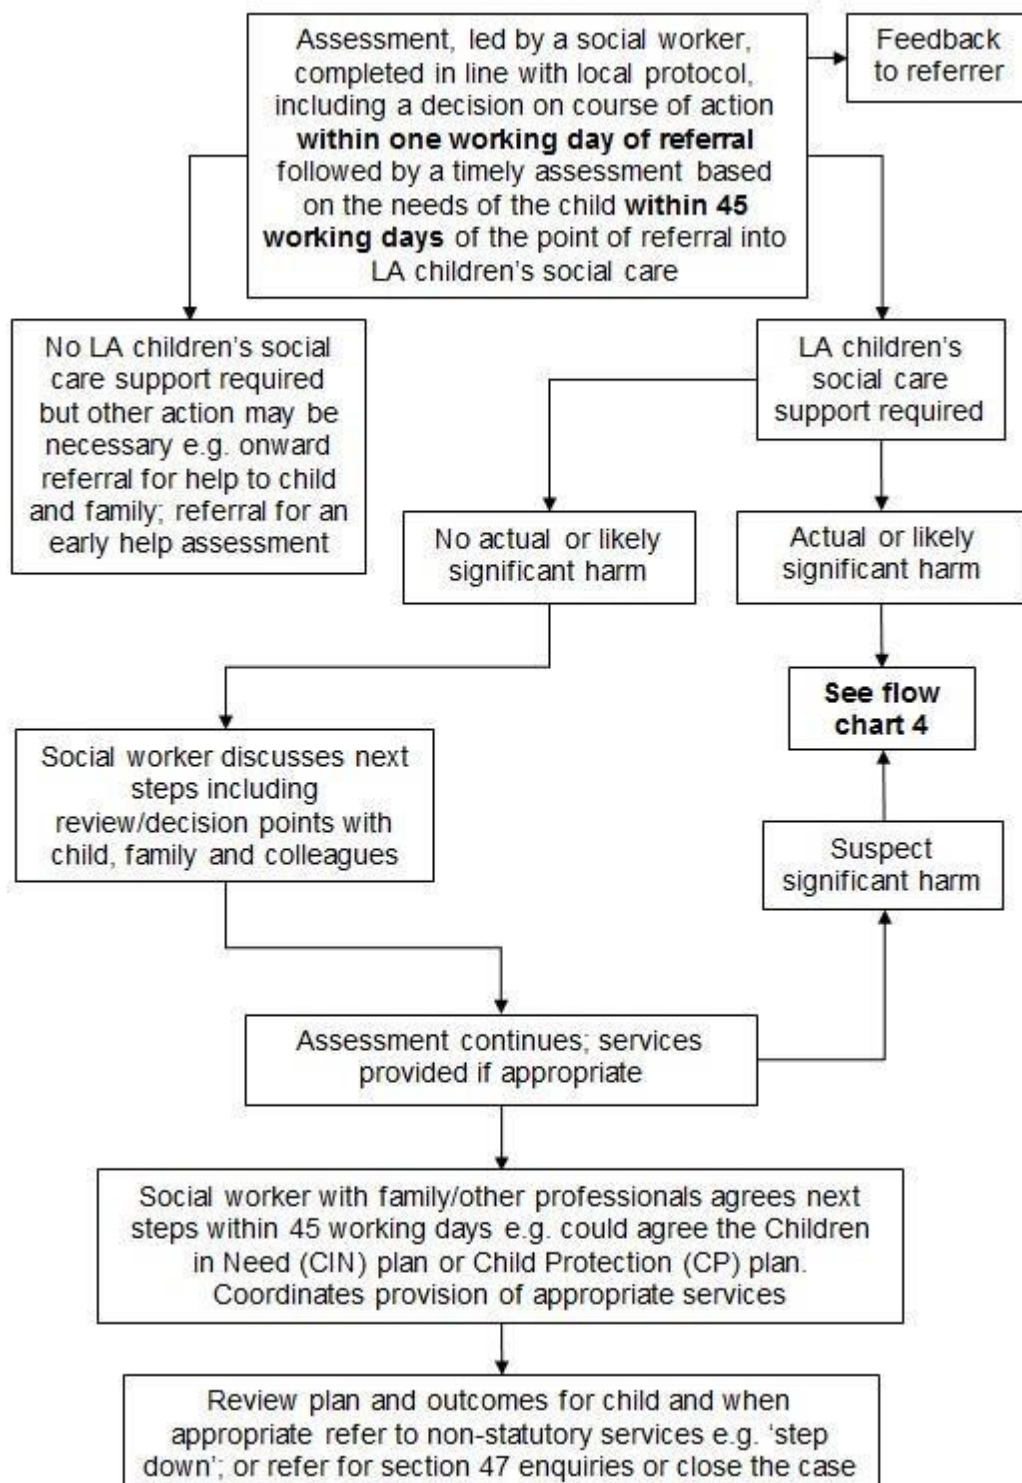 Assessment, led by a social worker,
completed in line with local protocol,
including a decision on course of action
within one working day of referral
followed by a timely assessment based
on the needs of the child within 45
working days of the point of referral into
LA children's social care
Feedback
to referrer
No LA children's social
care support required
but other action may be
necessary e.g. onward
referral for help to child
and family; referral for an
early help assessment
LA children's
social care
support required
No actual or likely
significant harm
Actual or likely
significant harm
See flow
chart 4
Social worker discusses next
steps including
review/decision points with
child, family and colleagues
Suspect
significant harm
Assessment continues; services
provided if appropriate
Social worker with family/other professionals agrees next
steps within 45 working days e.g. could agree the Children
in Need (CIN) plan or Child Protection (CP) plan.
Coordinates provision of appropriate services
Review plan and outcomes for child and when
appropriate refer to non-statutory services e.g. ‘step
down’; or refer for section 47 enquiries or close the case